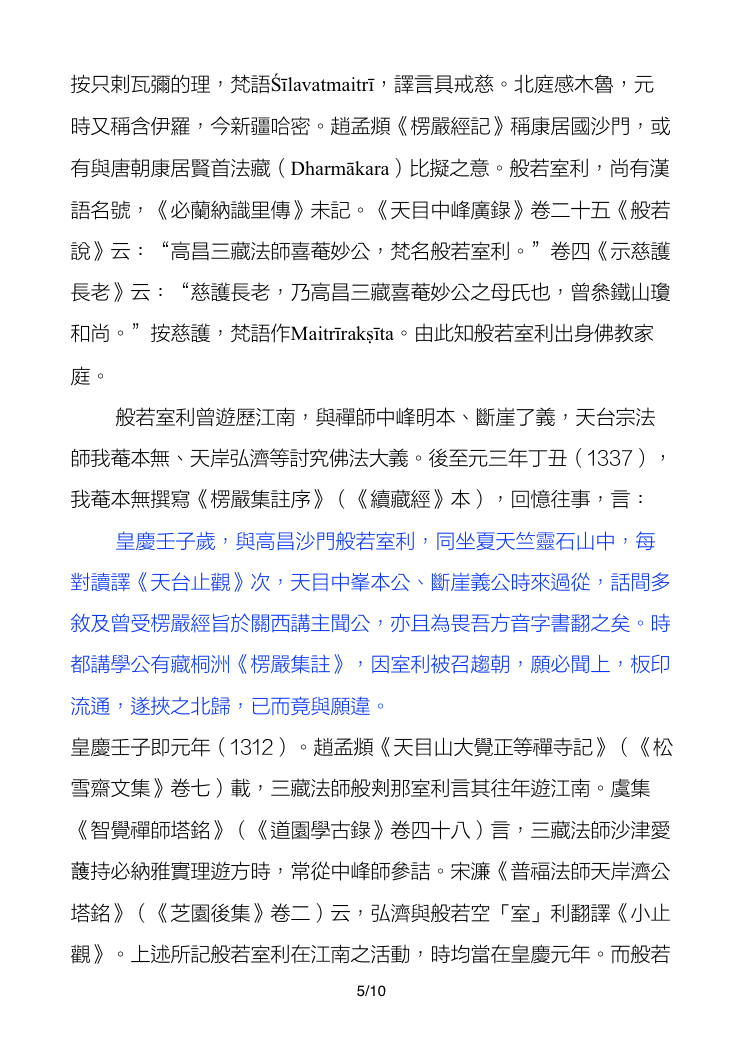 按只剌瓦彌的理，梵語Śīlavatmaitrī，譯言具戒慈。北庭感木魯，元
時又稱含伊羅，今新疆哈密。趙孟頫《楞嚴經記》稱康居國沙門，或
有與唐朝康居賢首法藏（Dharmākara）比擬之意。般若室利，尚有漢
語名號，《必蘭納識里傳》未記。《天目中峰廣錄》卷二十五《般若
說》云：“高昌三藏法師喜菴妙公，梵名般若室利。”卷四《示慈護
長老》云：“慈護長老，乃高昌三藏喜菴妙公之母氏也，曾叅鐵山瓊
和尚。”按慈護，梵語作Maitrīrakṣīta。由此知般若室利出身佛教家
庭。
般若室利曾遊歷江南，與禪師中峰明本、斷崖了義，天台宗法
師我菴本無、天岸弘濟等討究佛法大義。後至元三年丁丑（1337），
我菴本無撰寫《楞嚴集註序》（《續藏經》本），回憶往事，言：
皇慶壬子歲，與高昌沙門般若室利，同坐夏天竺靈石山中，每
對讀譯《天台止觀》次，天目中峯本公、斷崖義公時來過從，話間多
敘及曾受楞嚴經旨於關西講主聞公，亦且為畏吾方音字書翻之矣。時
都講學公有藏桐洲《楞嚴集註》，因室利被召趨朝，願必聞上，板印
流通，遂挾之北歸，已而竟與願違。
皇慶壬子即元年（1312）。趙孟頫《天目山大覺正等禪寺記》（《松
雪齋文集》卷七）載，三藏法師般剌那室利言其往年遊江南。虞集
《智覺禪師塔銘》（《道園學古錄》卷四十八）言，三藏法師沙津愛
護持必納雅實理遊方時，常從中峰師參詰。宋濂《普福法師天岸濟公
塔銘》（《芝園後集》卷二）云，弘濟與般若空「室」利翻譯《小止
觀》。上述所記般若室利在江南之活動，時均當在皇慶元年。而般若
5/10